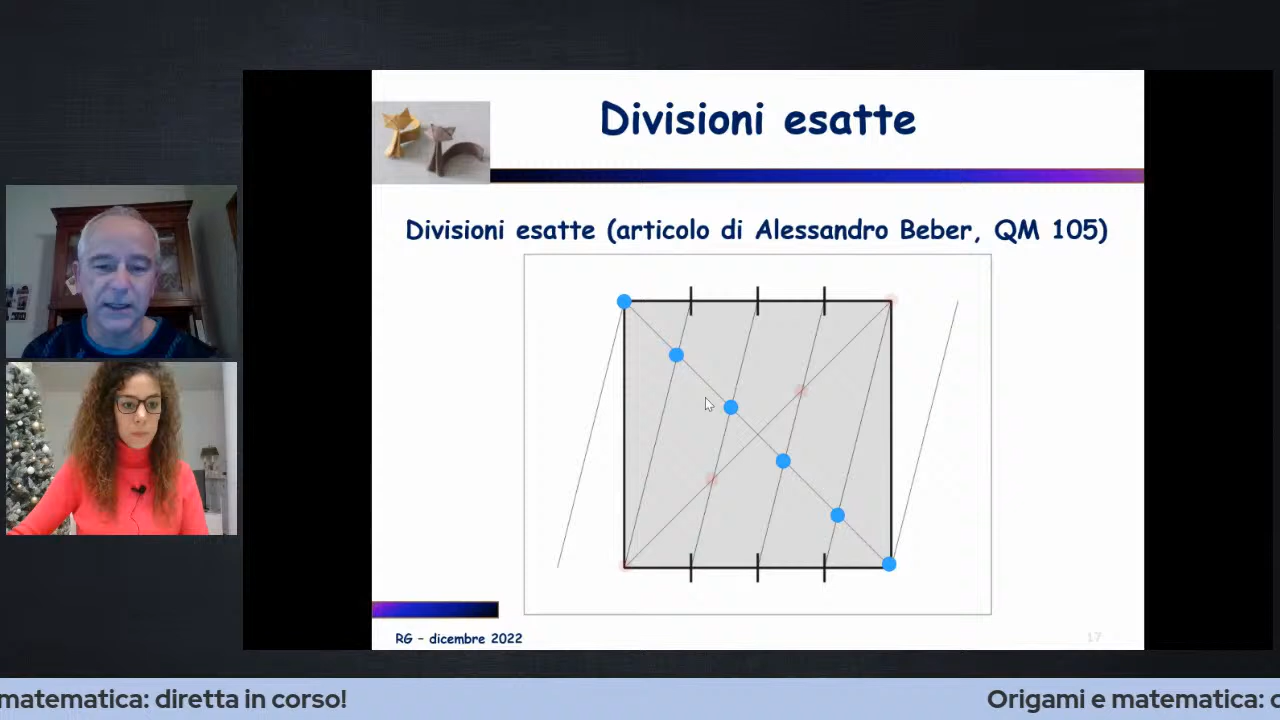 Divisioni esatte
Divisioni esatte (articolo di Alessandro Beber, QM 105)
RG - dicembre 2022
17
matematica: diretta in corso!
Origami e matematica: d